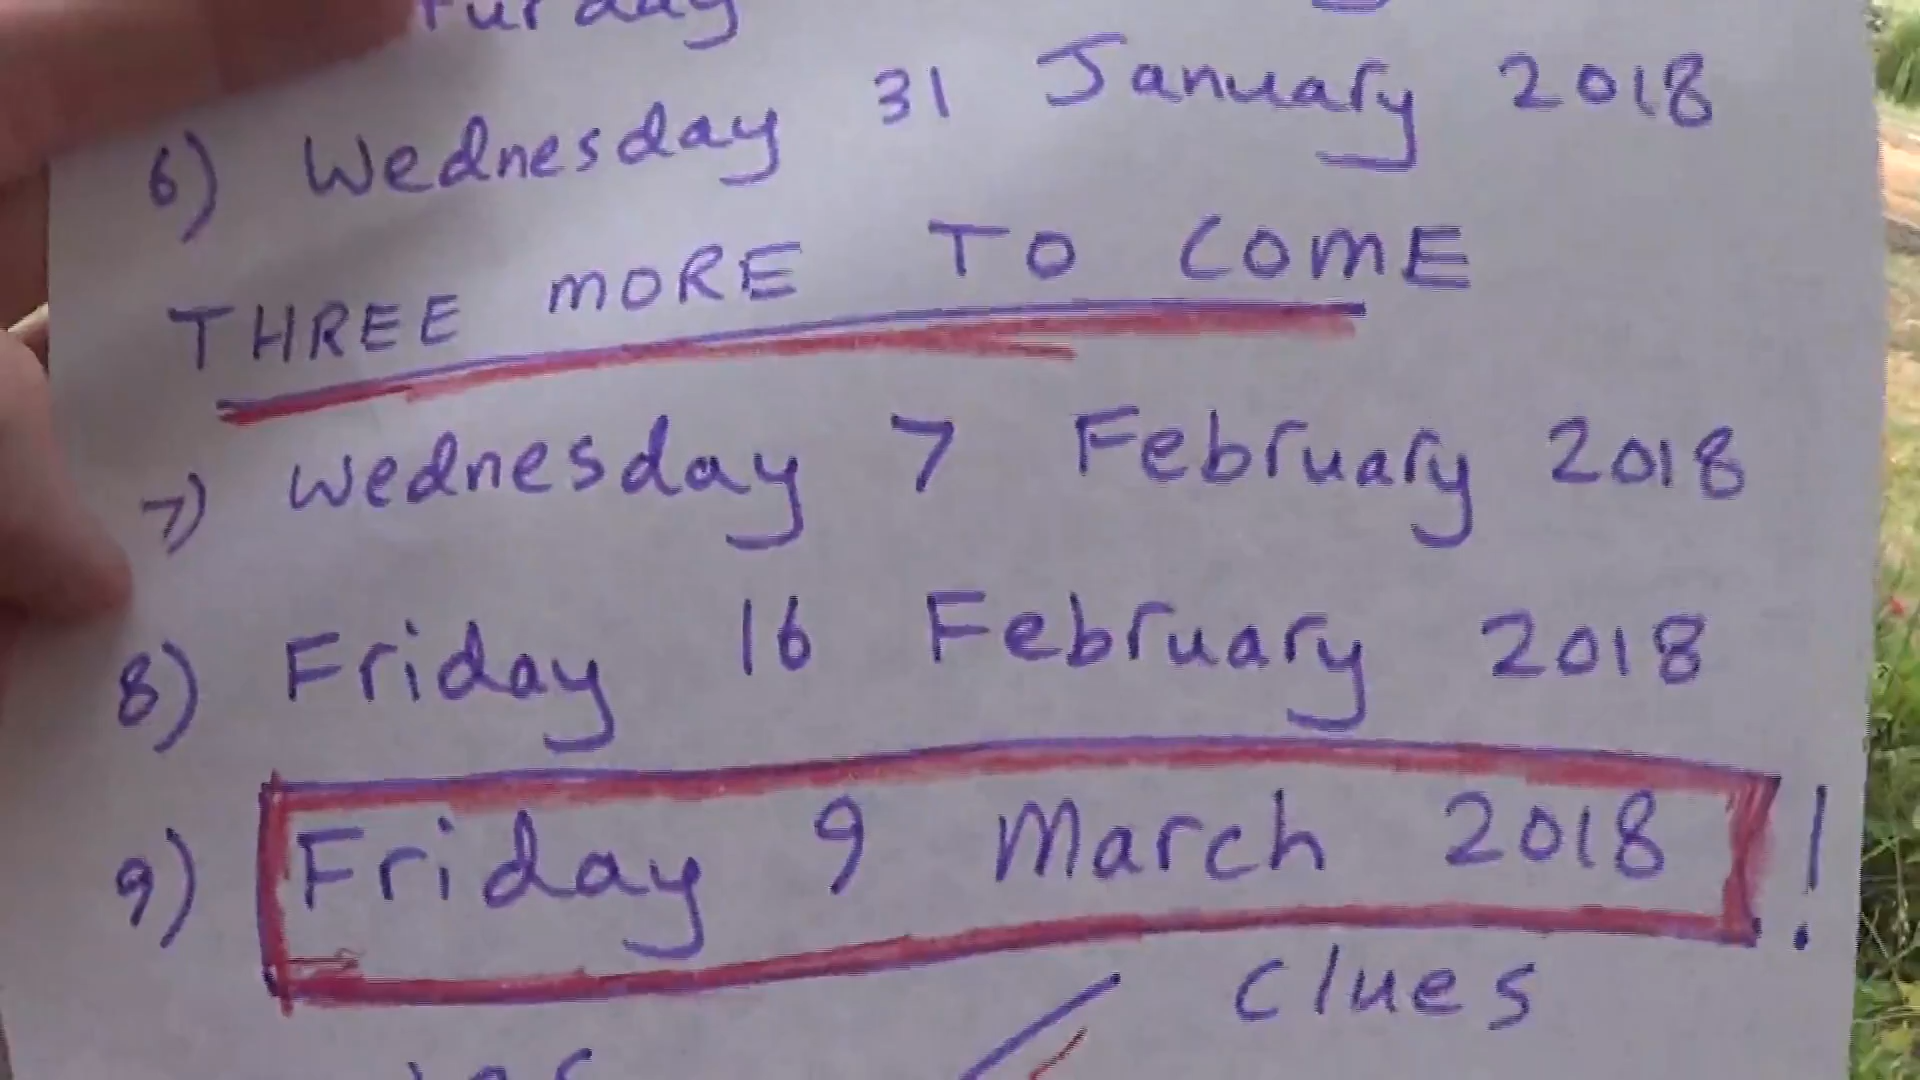 6) Wednesday 31 January 2018
THREE MORE TO COME
7) Wednesday 7 February 2018
8) Friday 16 February 2018
9) Friday 9 March 2018 !
clues